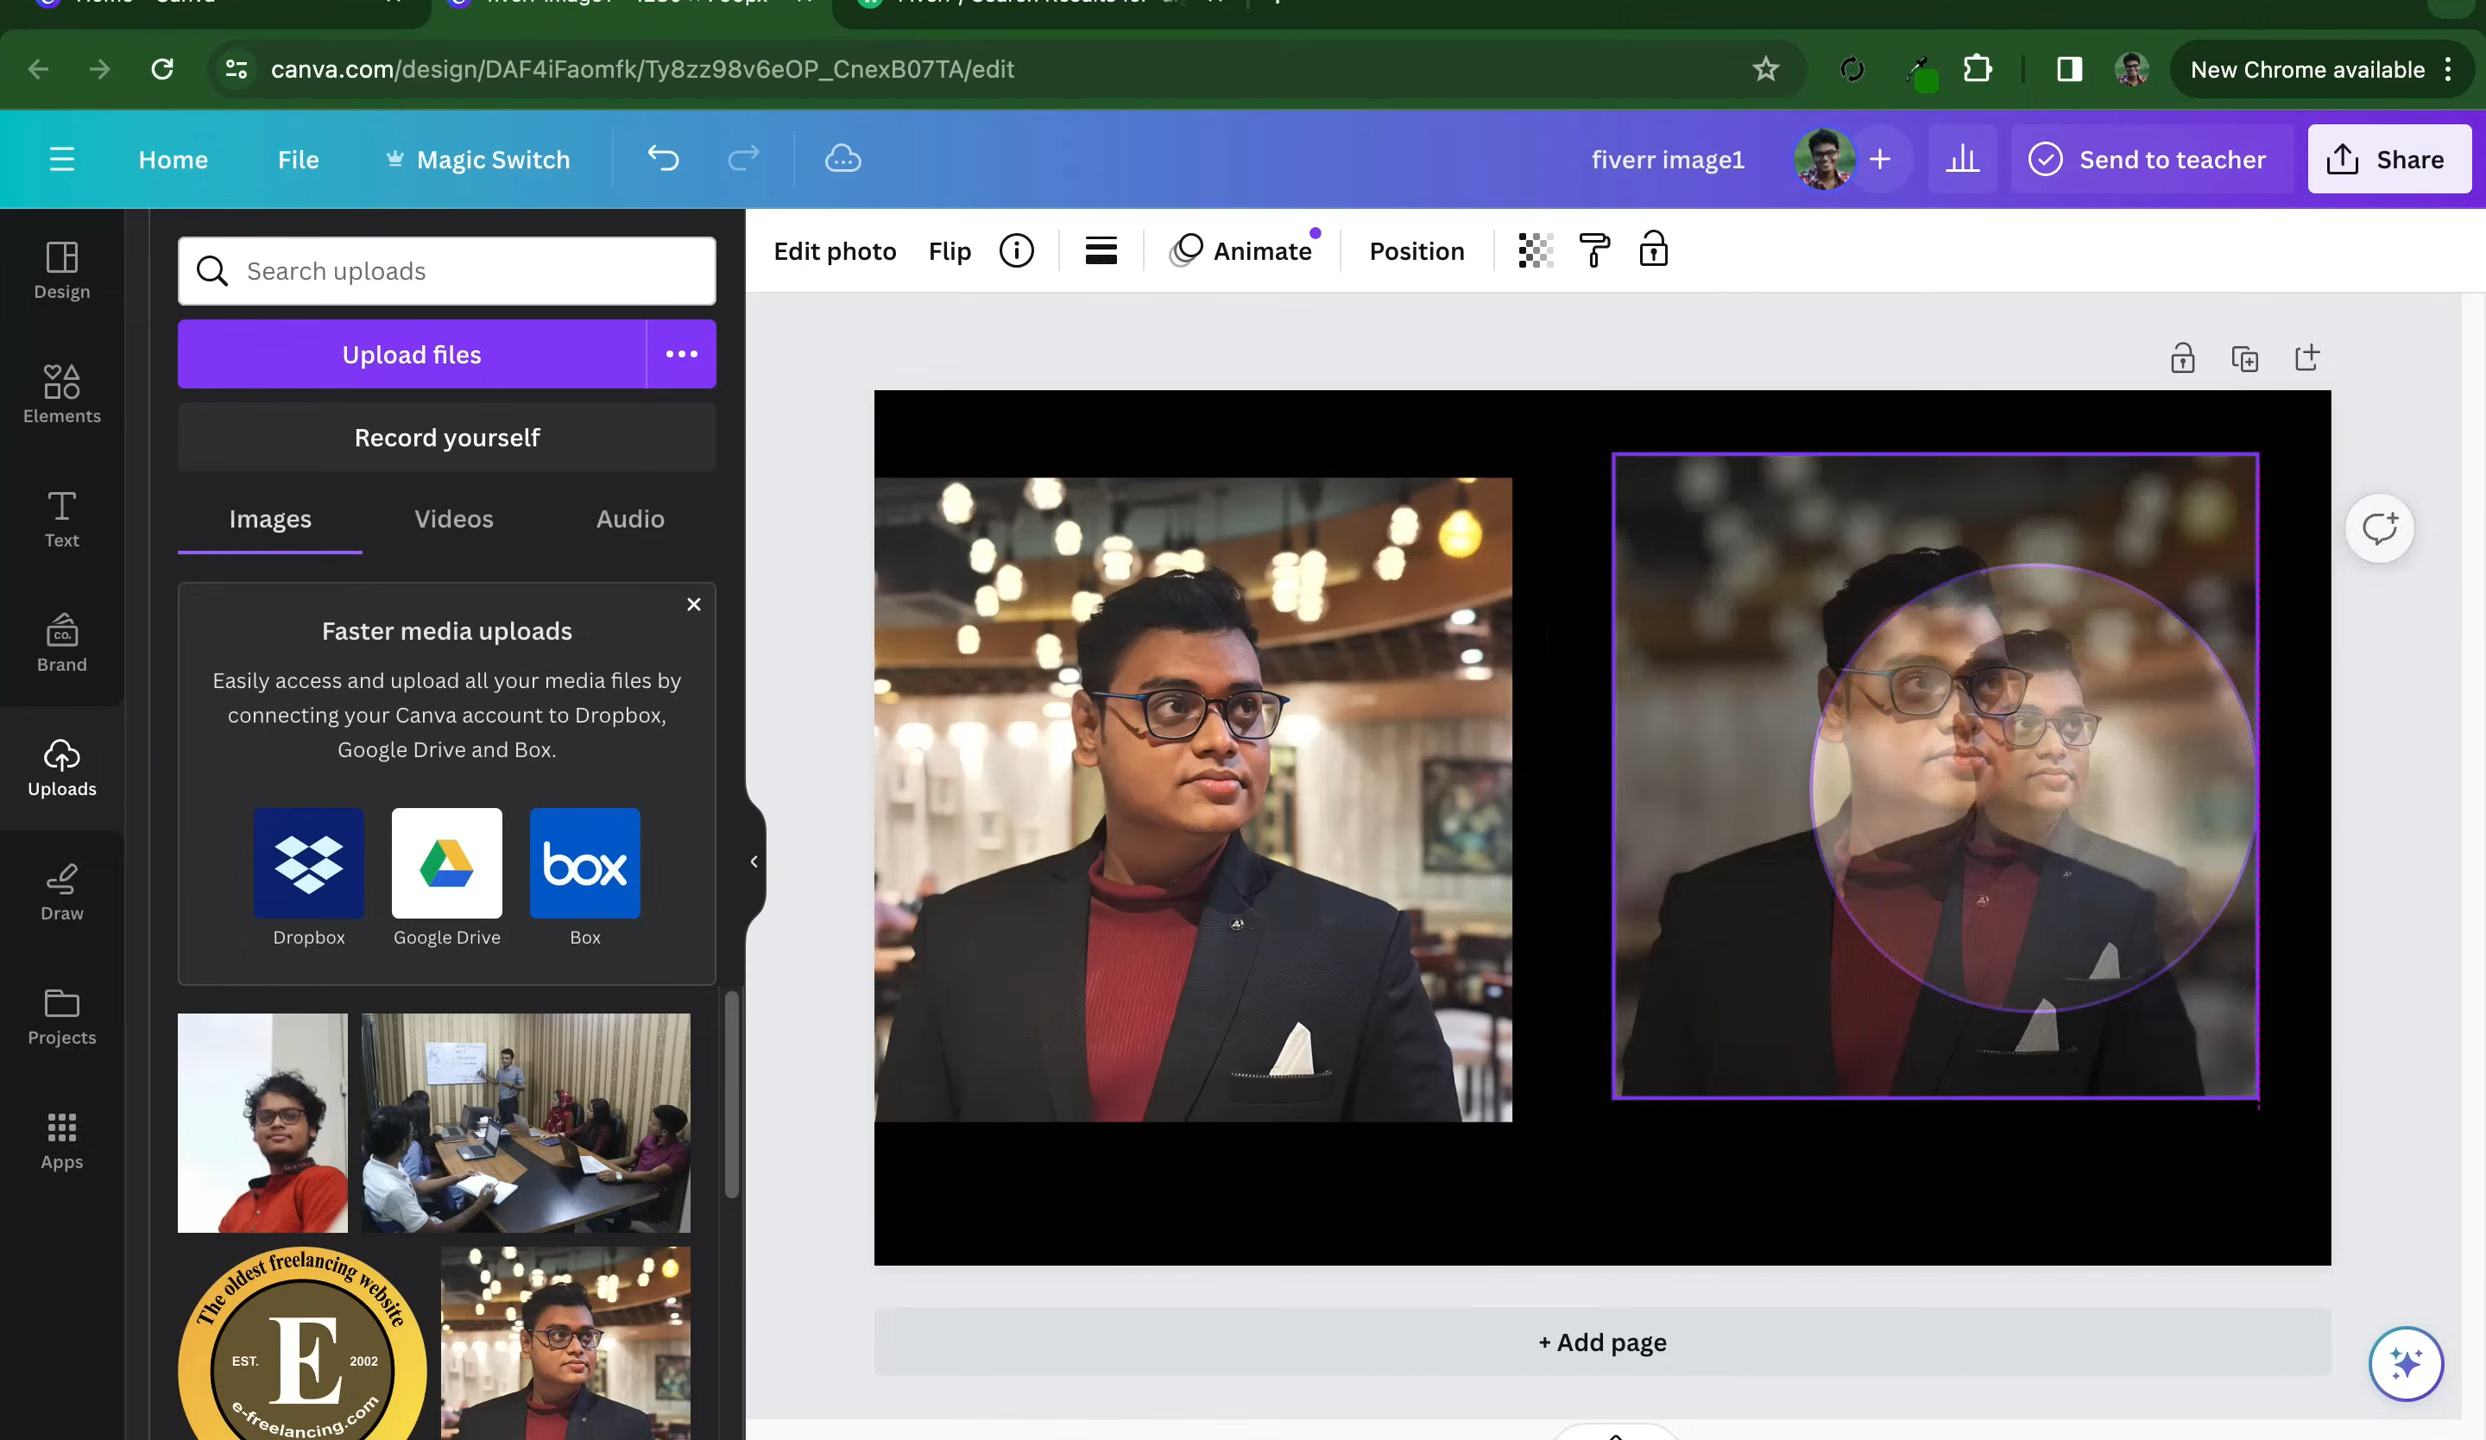 canva.com/design/DAF4iFaomfk/Ty8zz98v6eOP_CnexB07TA/edit
New Chrome available
Home
File
Magic Switch
fiverr image1
Send to teacher
Share
Design
Elements
Text
Brand
Uploads
Draw
Projects
Apps
Search uploads
Upload files
Record yourself
Images
Videos
Audio
Faster media uploads
Easily access and upload all your media files by
connecting your Canva account to Dropbox,
Google Drive and Box.
box
Dropbox
Google Drive
Box
The oldest freelancing website
EST.
E
2002
e-freelancing.com
Edit photo
Flip
Animate
Position
+ Add page